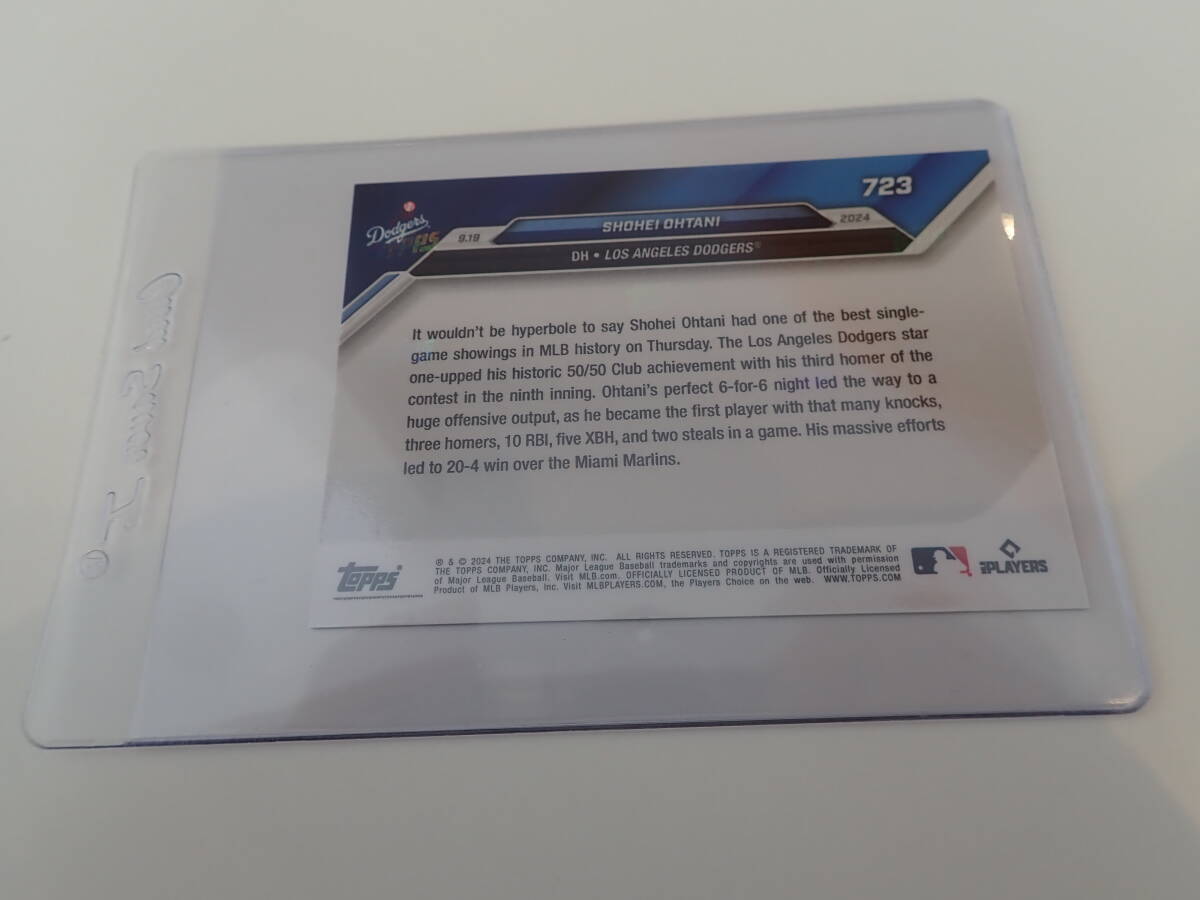 723
Dodgers
9.19
SHOHEI OHTANI
2024
DH • LOS ANGELES DODGERS®
It wouldn't be hyperbole to say Shohei Ohtani had one of the best single-
game showings in MLB history on Thursday. The Los Angeles Dodgers star
one-upped his historic 50/50 Club achievement with his third homer of the
contest in the ninth inning. Ohtani's perfect 6-for-6 night led the way to a
huge offensive output, as he became the first player with that many knocks,
three homers, 10 RBI, five XBH, and two steals in a game. His massive efforts
led to 20-4 win over the Miami Marlins.
topps
® & © 2024 THE TOPPS COMPANY, INC. ALL RIGHTS RESERVED. TOPPS IS A REGISTERED TRADEMARK OF
THE TOPPS COMPANY, INC. Major League Baseball trademarks and copyrights are used with permission
of Major League Baseball. Visit MLB.com. OFFICIALLY LICENSED PRODUCT OF MLB. Officially Licensed
Product of MLB Players, Inc. Visit MLBPLAYERS.COM, the Players Choice on the web. WWW.TOPPS.COM
PLAYERS